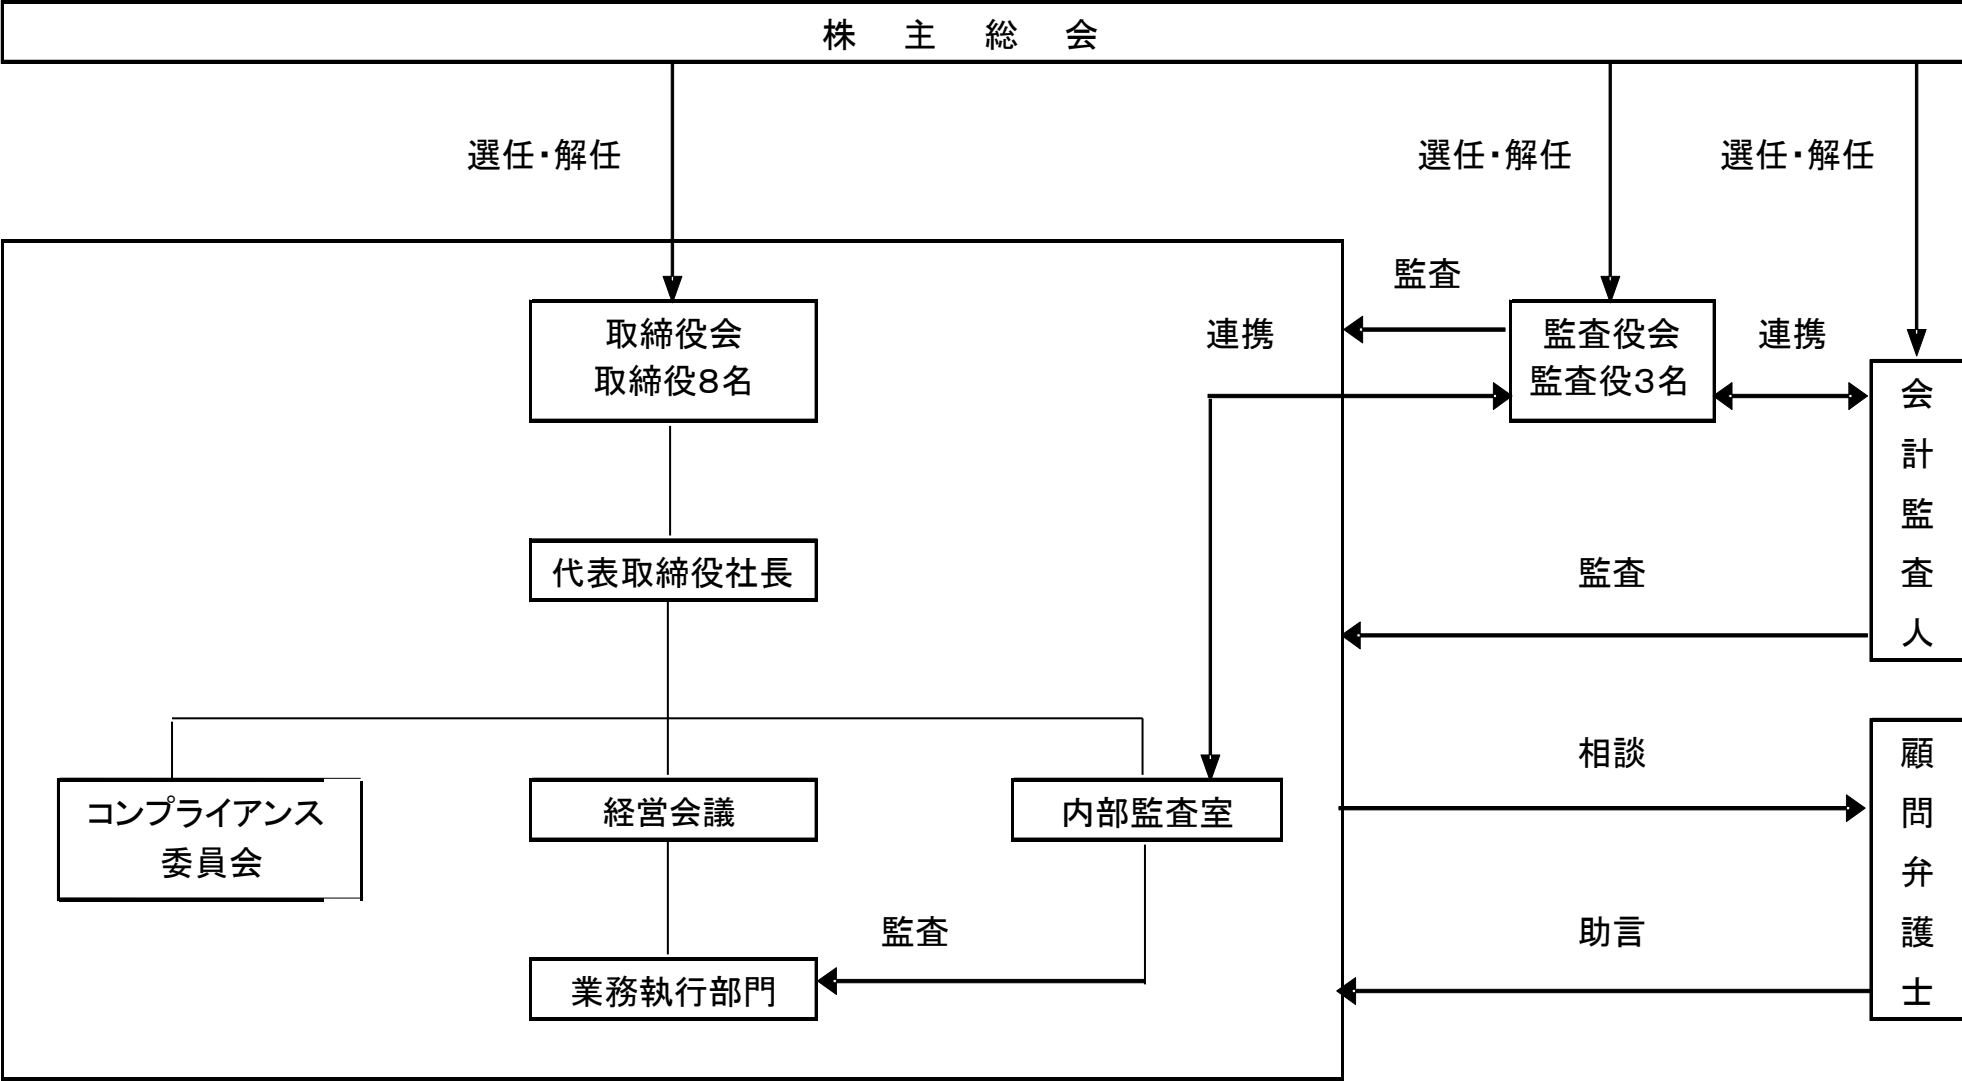 株 主 総 会
選任・解任
選任・解任
選任・解任
監査
取締役会
取締役8名
連携
監査役会
監査役3名
連携
会計監査人
代表取締役社長
監査
相談
顧問弁護士
コンプライアンス
委員会
経営会議
内部監査室
監査
助言
業務執行部門